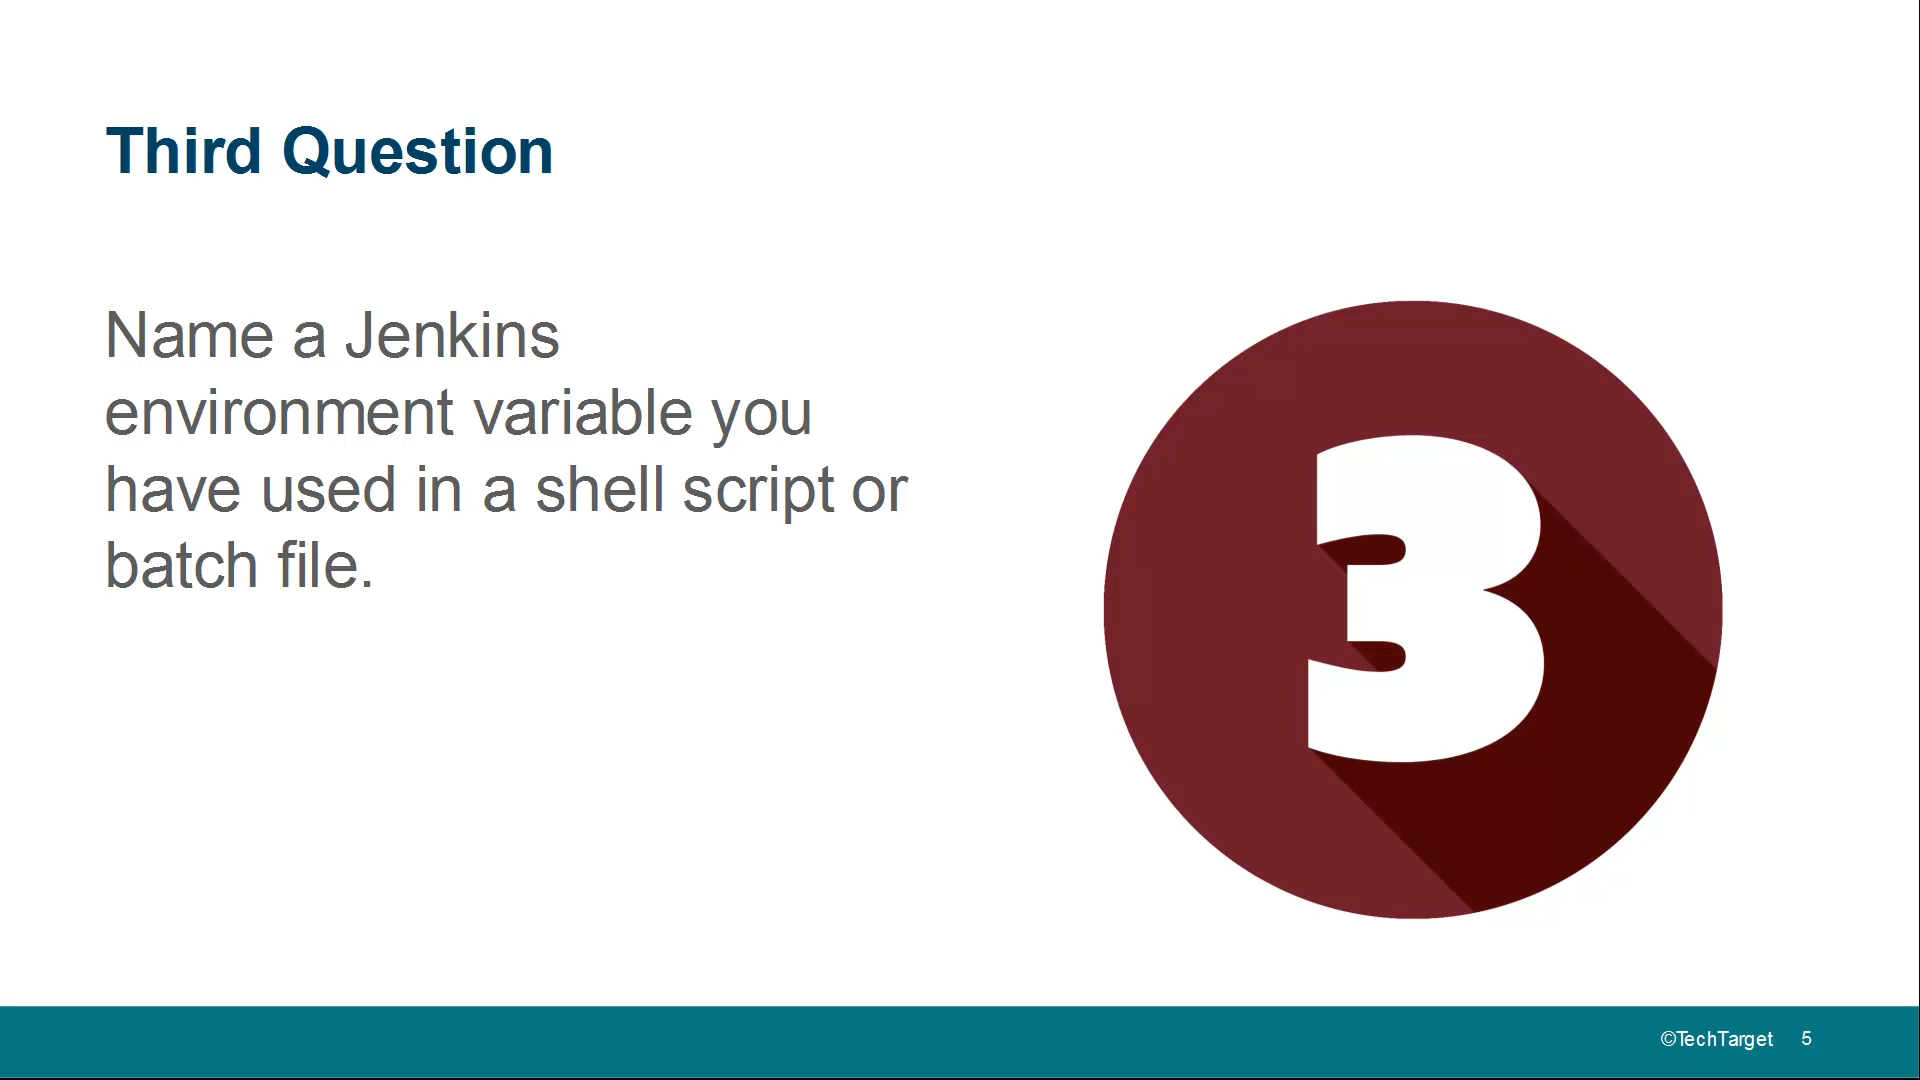 Third Question
Name a Jenkins
environment variable you
have used in a shell script or
batch file.
3
©TechTarget 5